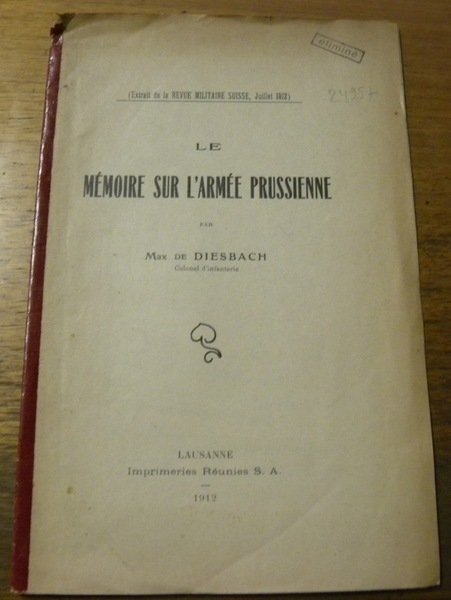 éliminé
(Extrait de la REVUE MILITAIRE SUISSE, Juillet 1912)
LE
MÉMOIRE SUR L'ARMÉE PRUSSIENNE
PAR
Max DE DIESBACH
Colonel d'infanterie
LAUSANNE
Imprimeries Réunies S. A.
1912